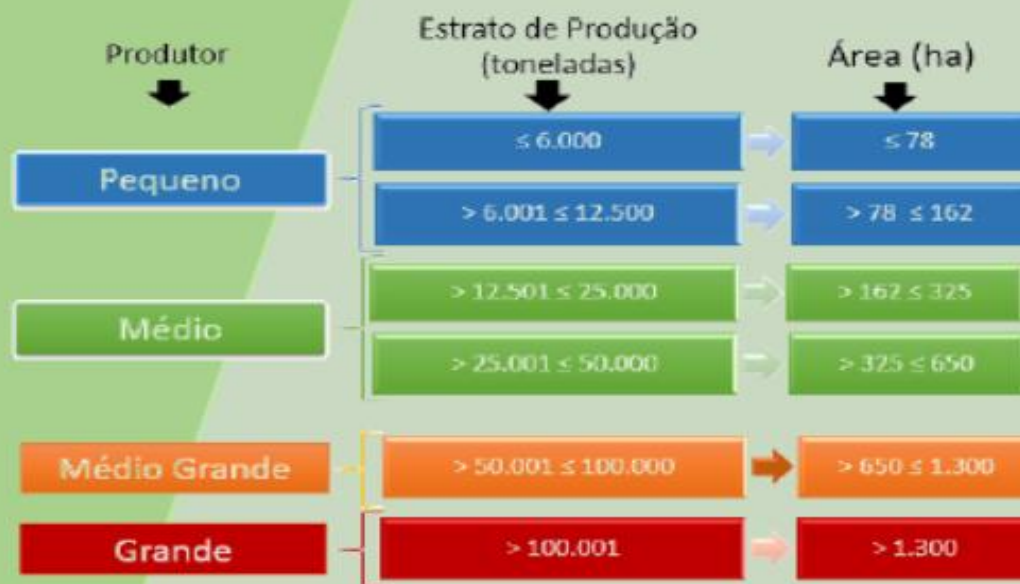 Produtor
Estrato de Produção
(toneladas)
Área (ha)
Pequeno
≤ 6.000
≤ 78
> 6.001 ≤ 12.500
> 78 ≤ 162
Médio
> 12.501 ≤ 25.000
> 162 ≤ 325
> 25.001 ≤ 50.000
> 325 ≤ 650
Médio Grande
> 50.001 ≤ 100.000
> 650 ≤ 1.300
Grande
> 100.001
> 1.300